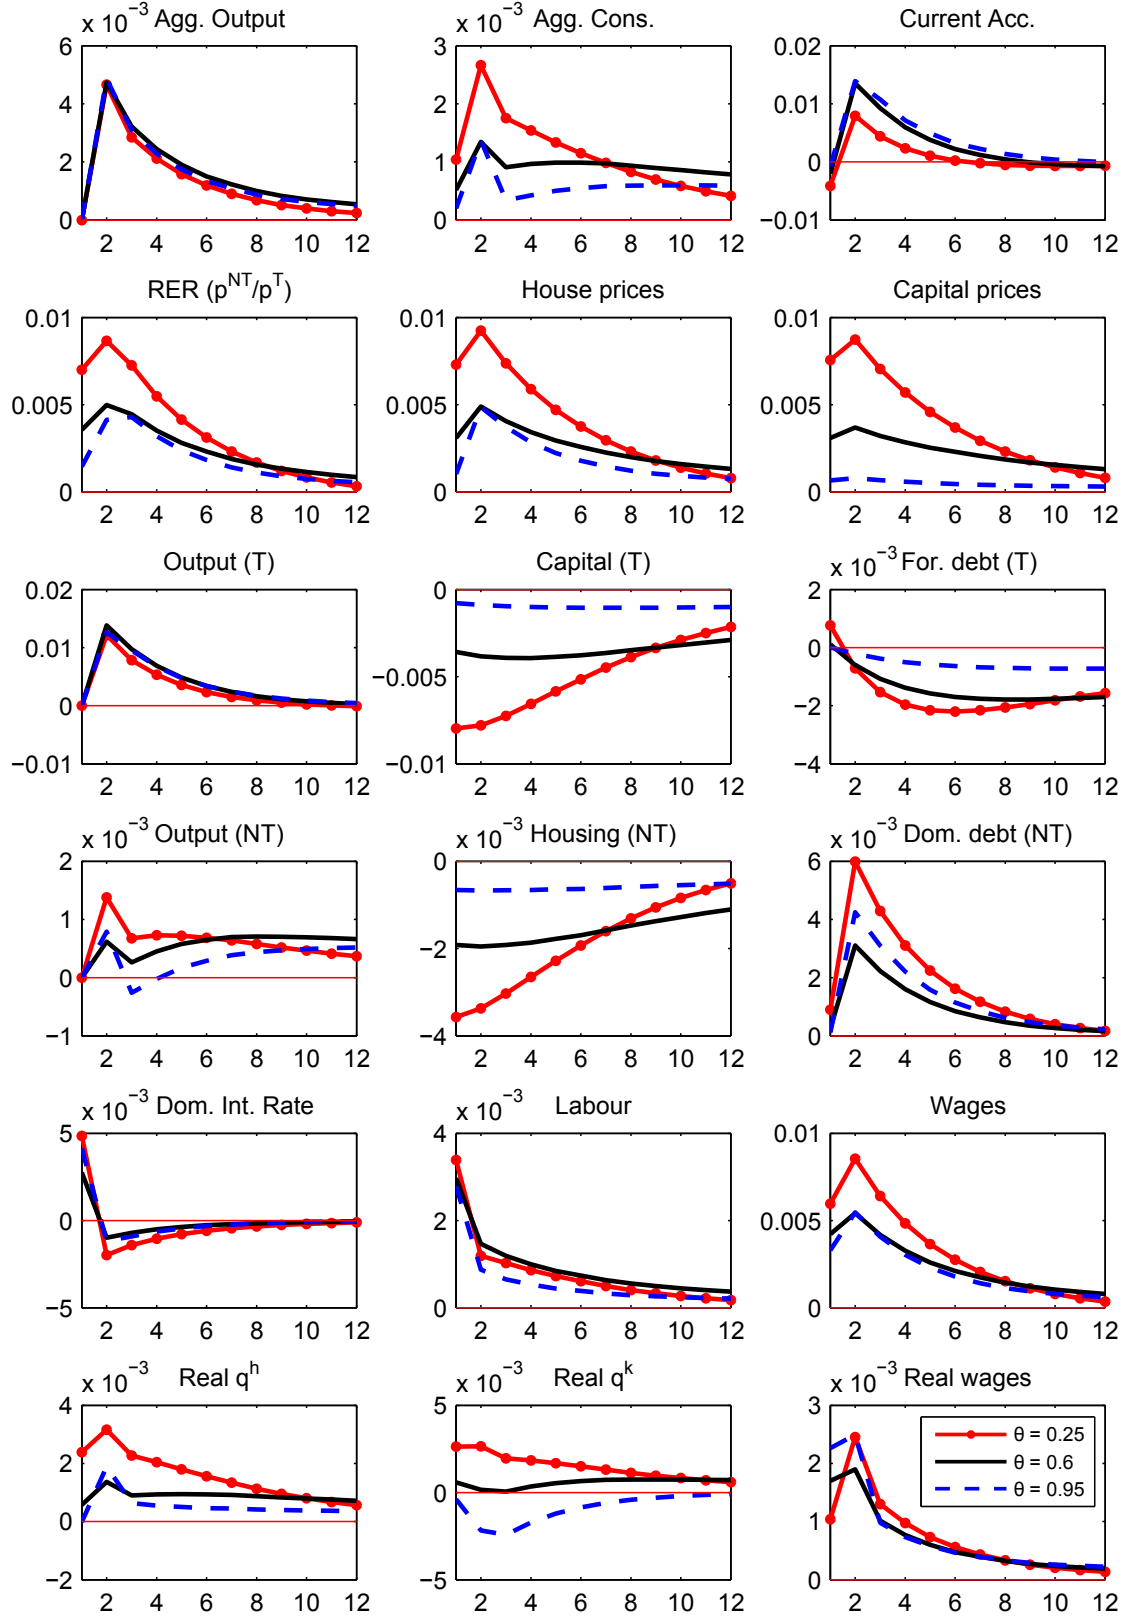 x 10^-3 Agg. Output
6
4
2
0
2 4 6 8 10 12
x 10^-3 Agg. Cons.
3
2
1
0
2 4 6 8 10 12
Current Acc.
0.02
0.01
0
−0.01
2 4 6 8 10 12
RER (p^NT/p^T)
0.01
0.005
0
2 4 6 8 10 12
House prices
0.01
0.005
0
2 4 6 8 10 12
Capital prices
0.01
0.005
0
2 4 6 8 10 12
Output (T)
0.02
0.01
0
−0.01
2 4 6 8 10 12
Capital (T)
0
−0.005
−0.01
2 4 6 8 10 12
x 10^-3 For. debt (T)
2
0
−2
−4
2 4 6 8 10 12
x 10^-3 Output (NT)
2
1
0
−1
2 4 6 8 10 12
x 10^-3 Housing (NT)
0
−2
−4
2 4 6 8 10 12
x 10^-3 Dom. debt (NT)
6
4
2
0
2 4 6 8 10 12
x 10^-3 Dom. Int. Rate
5
0
−5
2 4 6 8 10 12
x 10^-3 Labour
4
2
0
2 4 6 8 10 12
Wages
0.01
0.005
0
2 4 6 8 10 12
x 10^-3 Real q^h
4
2
0
−2
2 4 6 8 10 12
x 10^-3 Real q^k
5
0
−5
2 4 6 8 10 12
x 10^-3 Real wages
3
2
1
0
2 4 6 8 10 12
θ = 0.25
θ = 0.6
θ = 0.95